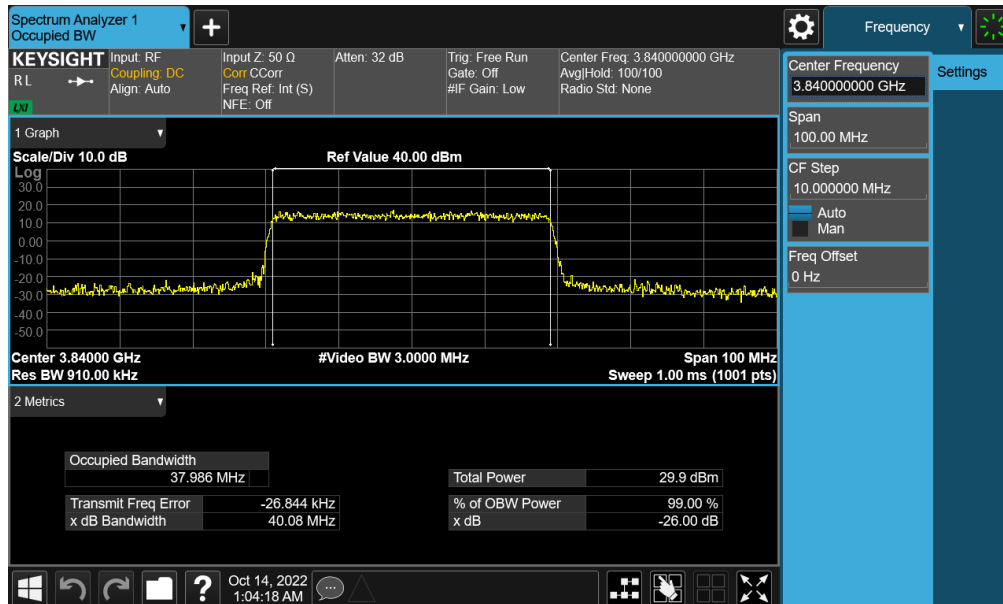 Spectrum Analyzer 1
Occupied BW
Frequency
KEYSIGHT
R L
LXI
Input: RF
Coupling: DC
Align: Auto
Input Z: 50 Ω
Corr CCorr
Freq Ref: Int (S)
NFE: Off
Atten: 32 dB
Trig: Free Run
Gate: Off
#IF Gain: Low
Center Freq: 3.840000000 GHz
Avg|Hold: 100/100
Radio Std: None
Center Frequency
3.840000000 GHz
Settings
Span
100.00 MHz
CF Step
10.000000 MHz
Auto
Man
Freq Offset
0 Hz
1 Graph
Scale/Div 10.0 dB
Ref Value 40.00 dBm
Log
30.0
20.0
10.0
0.00
-10.0
-20.0
-30.0
-40.0
-50.0
Center 3.84000 GHz
#Video BW 3.0000 MHz
Span 100 MHz
Res BW 910.00 kHz
Sweep 1.00 ms (1001 pts)
2 Metrics
Occupied Bandwidth
37.986 MHz
Transmit Freq Error -26.844 kHz
x dB Bandwidth 40.08 MHz
Total Power 29.9 dBm
% of OBW Power 99.00 %
x dB -26.00 dB
Oct 14, 2022
1:04:18 AM